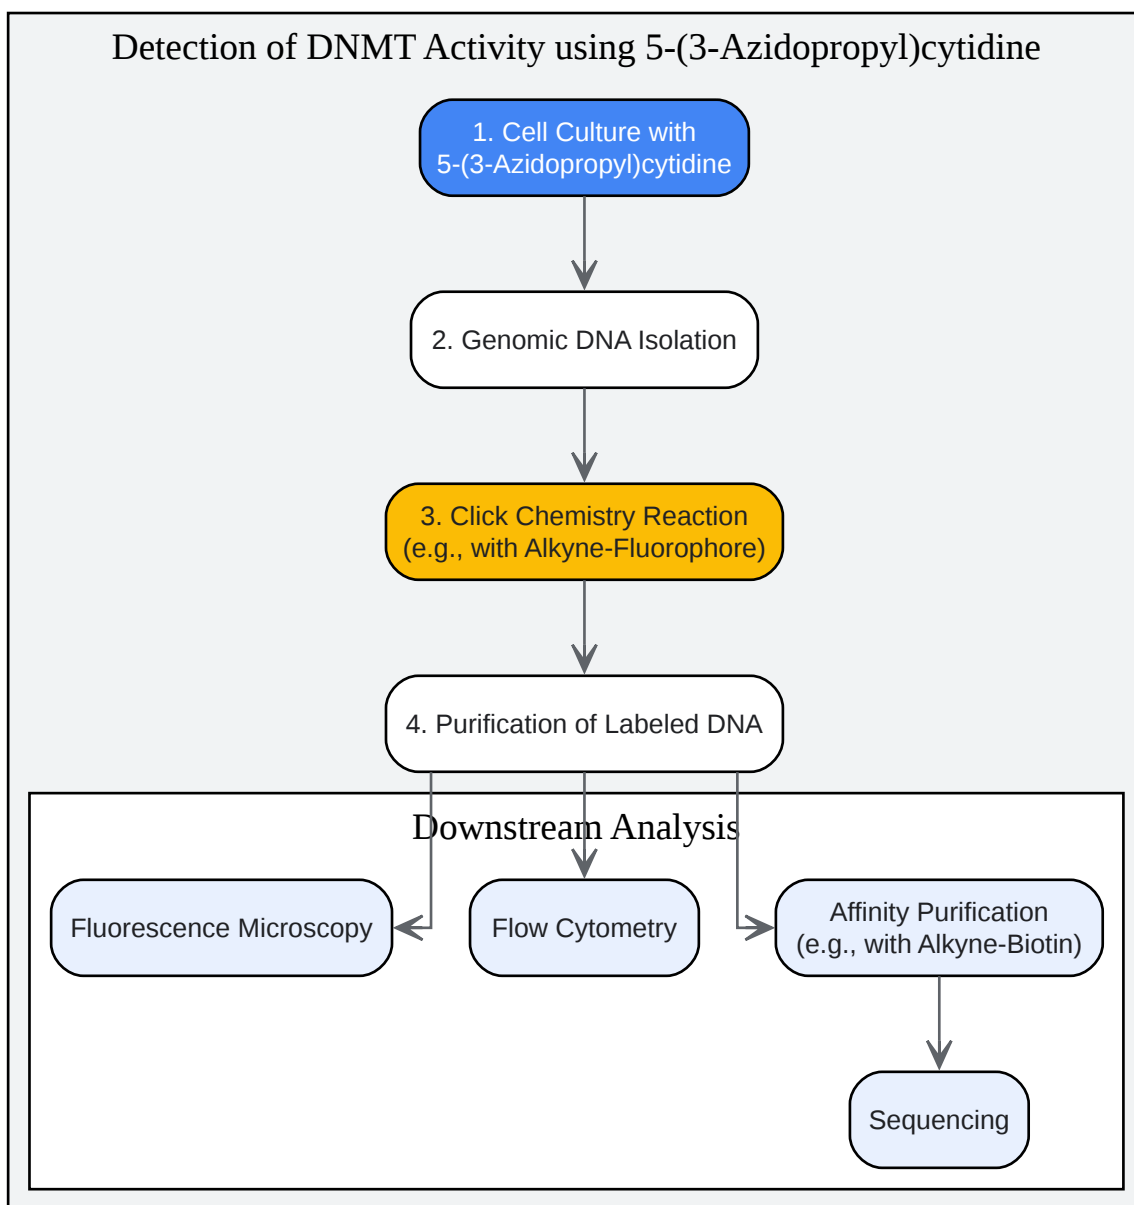 Detection of DNMT Activity using 5-(3-Azidopropyl)cytidine
1. Cell Culture with
5-(3-Azidopropyl)cytidine
2. Genomic DNA Isolation
3. Click Chemistry Reaction
(e.g., with Alkyne-Fluorophore)
4. Purification of Labeled DNA
Downstream Analysis
Fluorescence Microscopy
Flow Cytometry
Affinity Purification
(e.g., with Alkyne-Biotin)
Sequencing